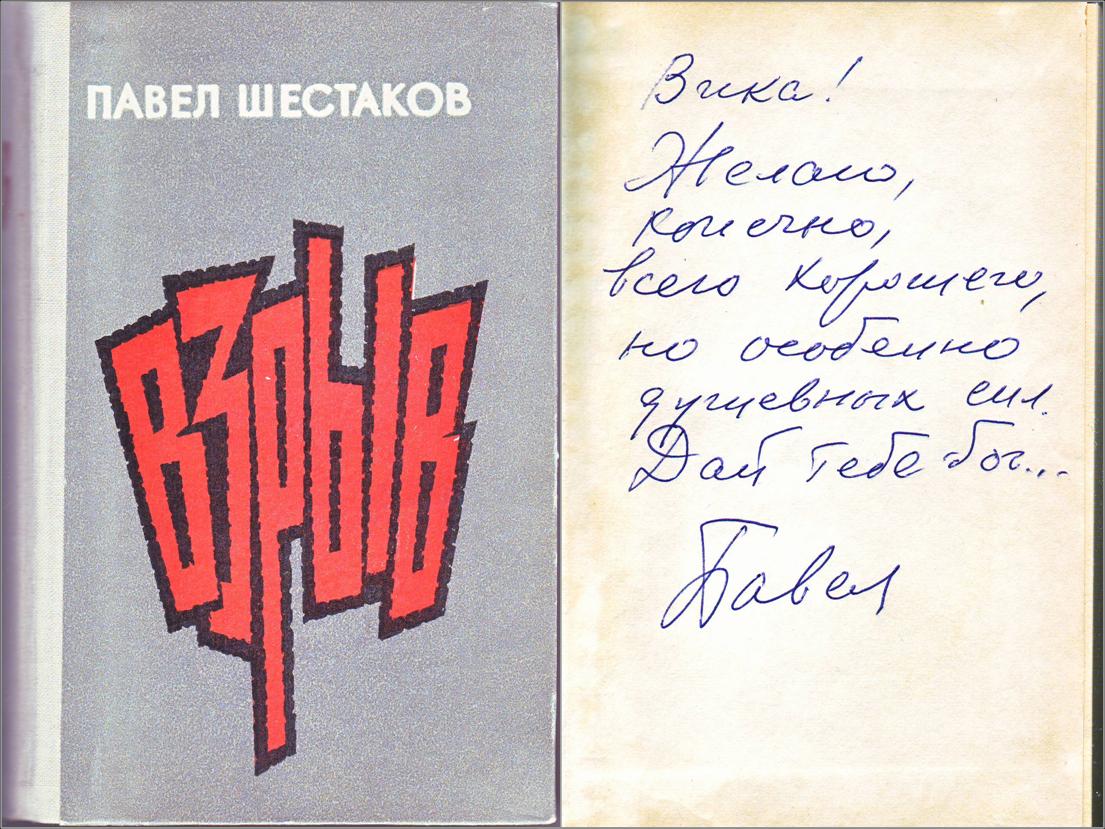 ПАВЕЛ ШЕСТАКОВ
ВЗРЫВ
Вика!
Желаю,
конечно,
всего хорошего,
но особенно
душевных сил.
Дай тебе бог...
Павел